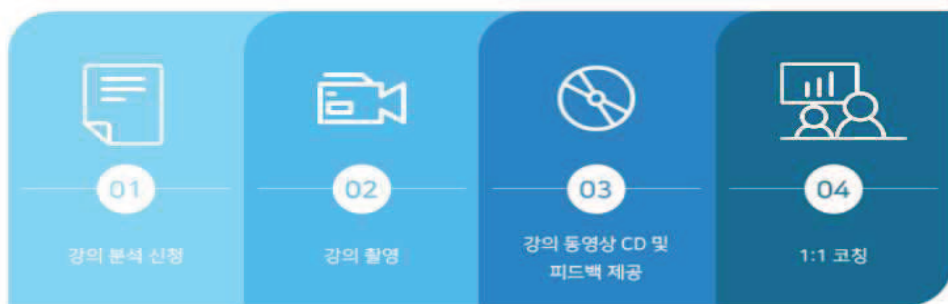 01
강의 분석 신청
02
강의 촬영
03
강의 동영상 CD 및
피드백 제공
04
1:1 코칭